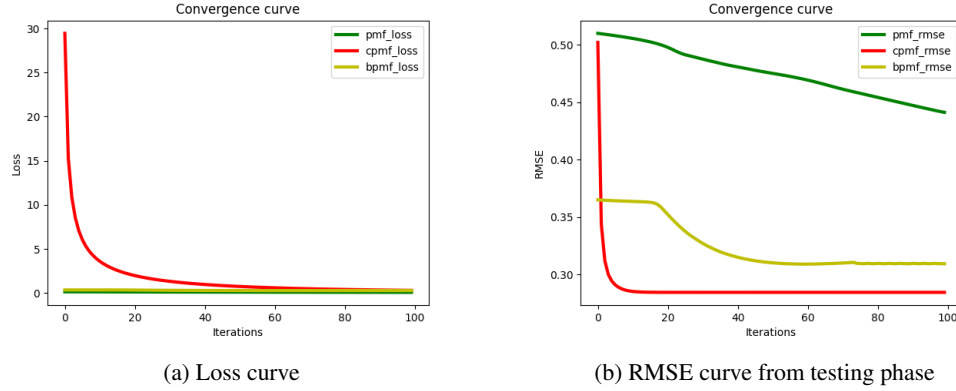 Convergence curve
30
25
20
15
10
5
0
Loss
pmf_loss
cpmf_loss
bpmf_loss
0
20
40
60
80
100
Iterations
(a) Loss curve
Convergence curve
0.50
0.45
0.40
0.35
0.30
RMSE
pmf_rmse
cpmf_rmse
bpmf_rmse
0
20
40
60
80
100
Iterations
(b) RMSE curve from testing phase